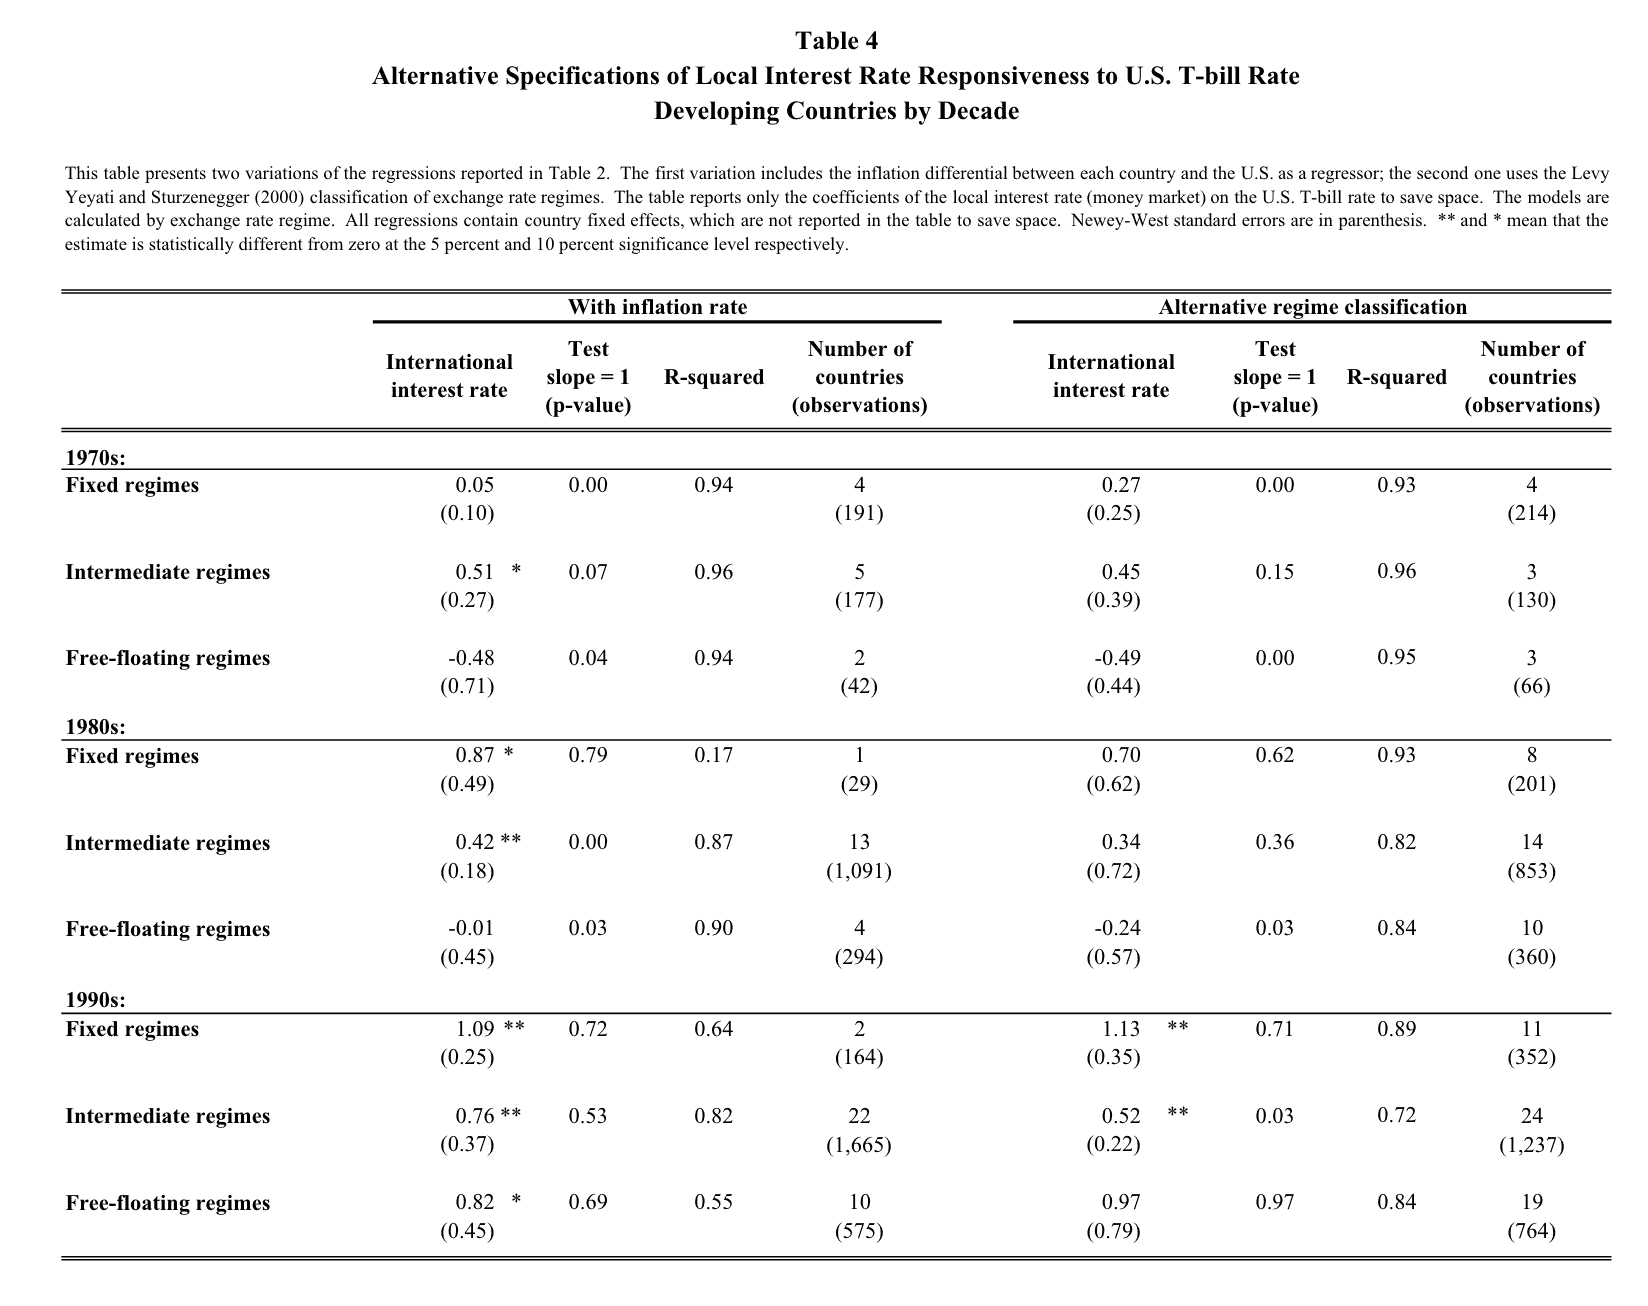 Table 4
Alternative Specifications of Local Interest Rate Responsiveness to U.S. T-bill Rate
Developing Countries by Decade
This table presents two variations of the regressions reported in Table 2. The first variation includes the inflation differential between each country and the U.S. as a regressor; the second one uses the Levy
Yeyati and Sturzenegger (2000) classification of exchange rate regimes. The table reports only the coefficients of the local interest rate (money market) on the U.S. T-bill rate to save space. The models are
calculated by exchange rate regime. All regressions contain country fixed effects, which are not reported in the table to save space. Newey-West standard errors are in parenthesis. ** and * mean that the
estimate is statistically different from zero at the 5 percent and 10 percent significance level respectively.
With inflation rate Alternative regime classification
Test Number of Test Number of
International slope = 1 R-squared countries International slope = 1 R-squared countries
interest rate (p-value) (observations) interest rate (p-value) (observations)
1970s:
Fixed regimes 0.05 0.00 0.94 4 0.27 0.00 0.93 4
(0.10) (191) (0.25) (214)
Intermediate regimes 0.51 * 0.07 0.96 5 0.45 0.15 0.96 3
(0.27) (177) (0.39) (130)
Free-floating regimes -0.48 0.04 0.94 2 -0.49 0.00 0.95 3
(0.71) (42) (0.44) (66)
1980s:
Fixed regimes 0.87 * 0.79 0.17 1 0.70 0.62 0.93 8
(0.49) (29) (0.62) (201)
Intermediate regimes 0.42 ** 0.00 0.87 13 0.34 0.36 0.82 14
(0.18) (1,091) (0.72) (853)
Free-floating regimes -0.01 0.03 0.90 4 -0.24 0.03 0.84 10
(0.45) (294) (0.57) (360)
1990s:
Fixed regimes 1.09 ** 0.72 0.64 2 1.13 ** 0.71 0.89 11
(0.25) (164) (0.35) (352)
Intermediate regimes 0.76 ** 0.53 0.82 22 0.52 ** 0.03 0.72 24
(0.37) (1,665) (0.22) (1,237)
Free-floating regimes 0.82 * 0.69 0.55 10 0.97 0.97 0.84 19
(0.45) (575) (0.79) (764)